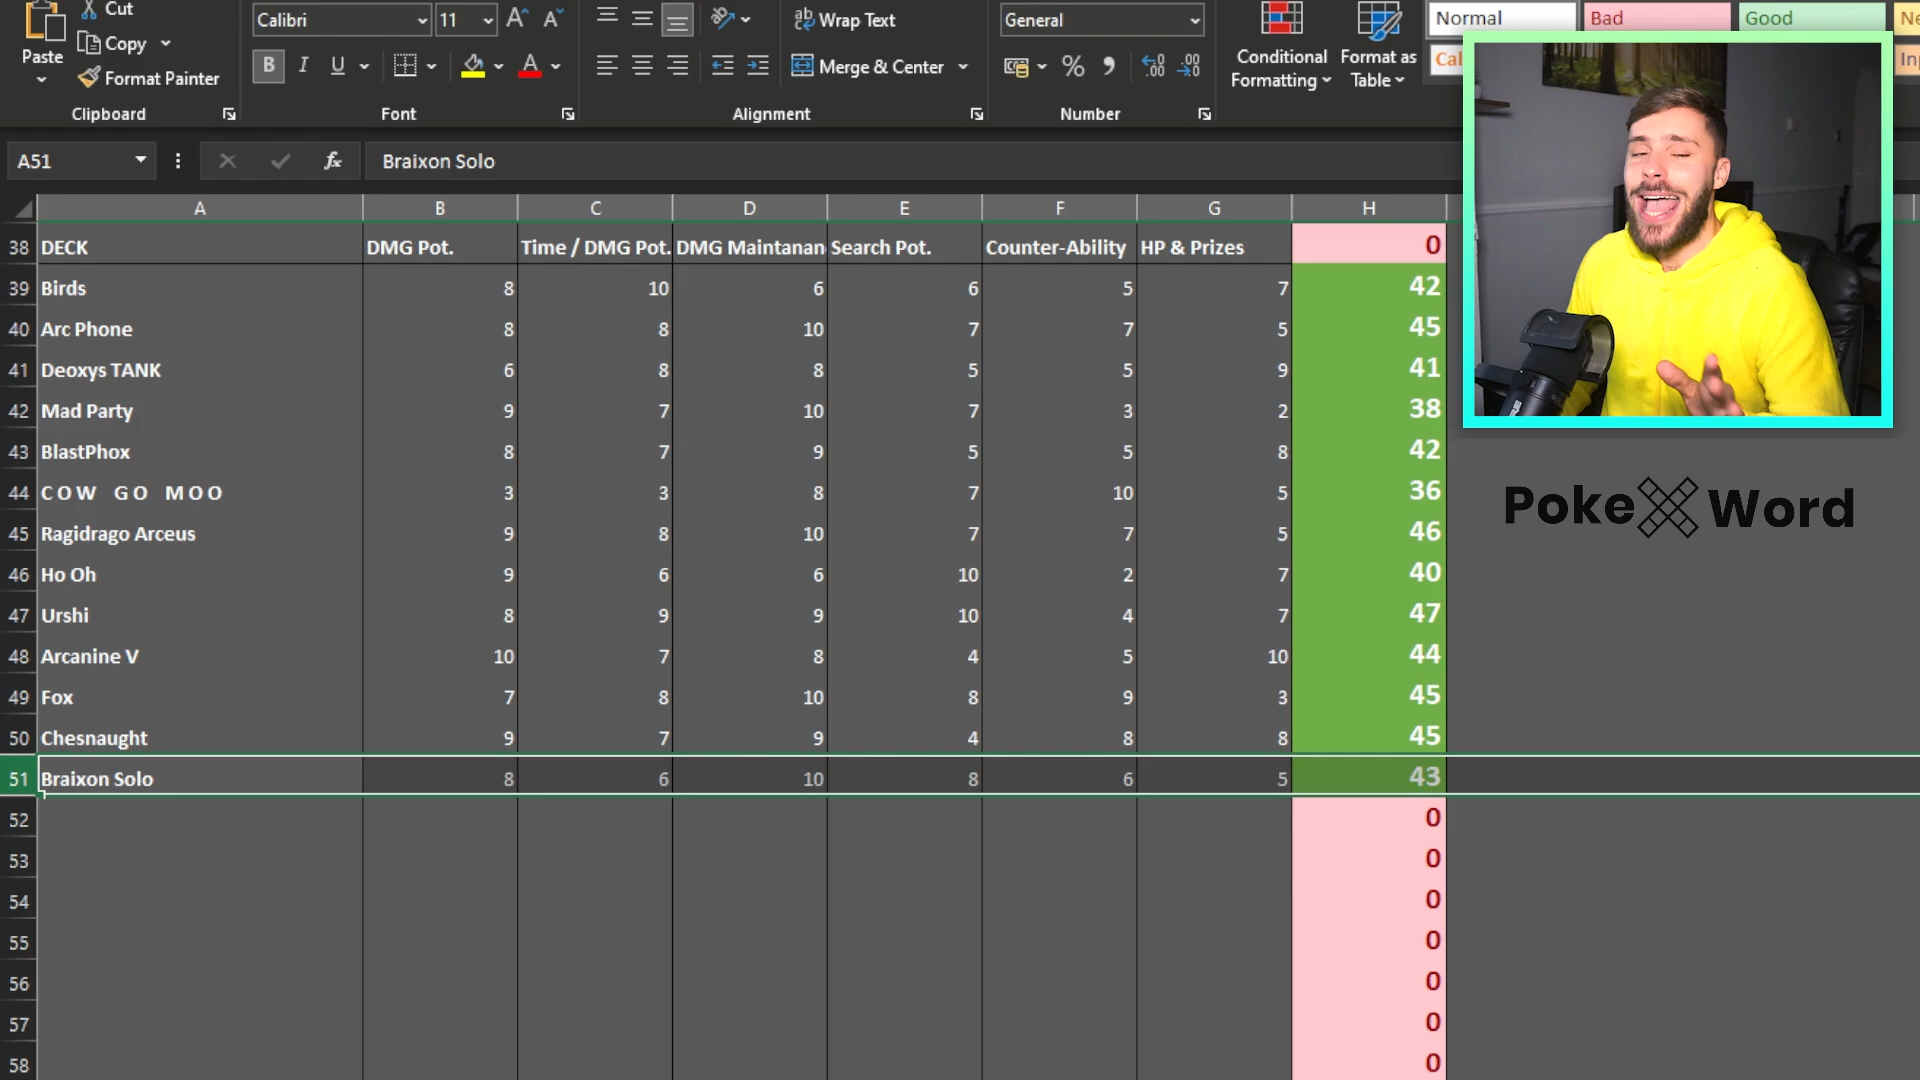 Cut
Calibri 11
ab Wrap Text
General
Normal Bad Good Ne
Paste Copy
B I U A
Merge & Center
% 9
Conditional Formatting
Format as Table
Cal
Inp
Format Painter
Clipboard Font Alignment Number
A51 fx Braixon Solo
A B C D E F G H
38 DECK DMG Pot. Time / DMG Pot. DMG Maintanan Search Pot. Counter-Ability HP & Prizes 0
39 Birds 8 10 6 6 5 7 42
40 Arc Phone 8 8 10 7 7 5 45
41 Deoxys TANK 6 8 8 5 5 9 41
42 Mad Party 9 7 10 7 3 2 38
43 BlastPhox 8 7 9 5 5 8 42
44 C O W G O M O O 3 3 8 7 10 5 36
45 Ragidrago Arceus 9 8 10 7 7 5 46
46 Ho Oh 9 6 6 10 2 7 40
47 Urshi 8 9 9 10 4 7 47
48 Arcanine V 10 7 8 4 5 10 44
49 Fox 7 8 10 8 9 3 45
50 Chesnaught 9 7 9 4 8 8 45
51 Braixon Solo 8 6 10 8 6 5 43
52 0
53 0
54 0
55 0
56 0
57 0
58 0
Poke Word